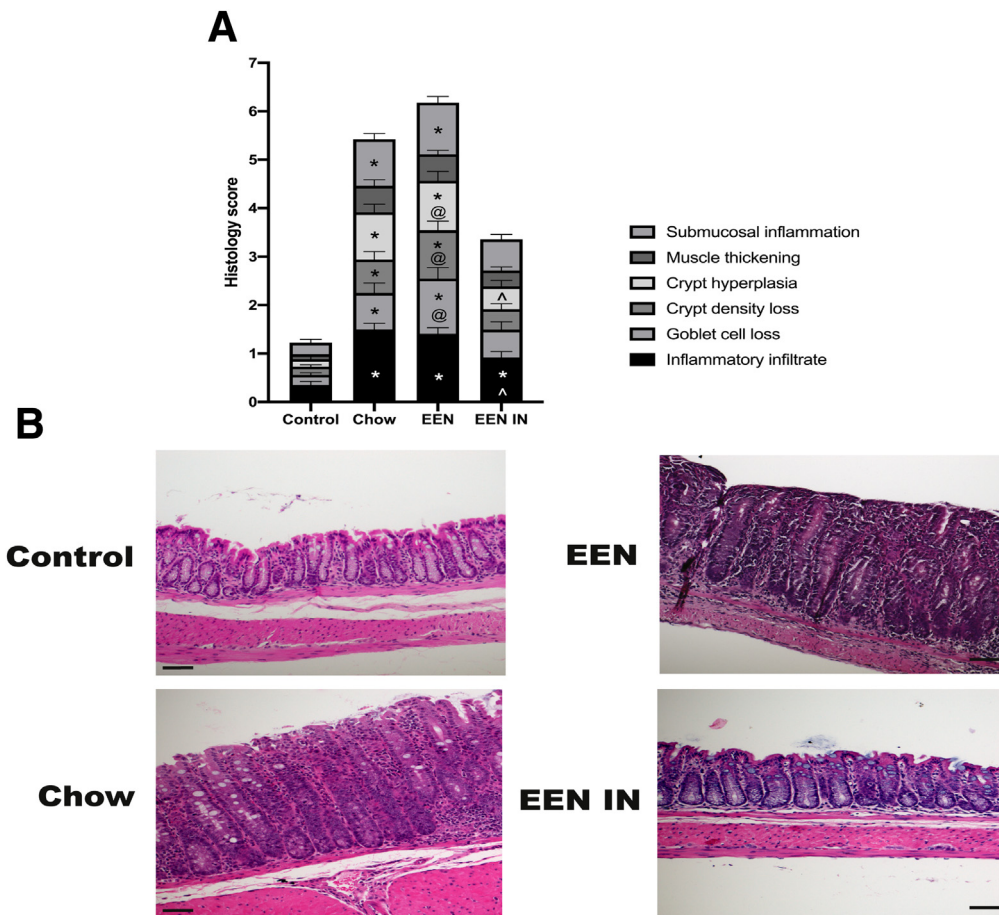 A
7
6
5
4
3
2
1
0
Histology score
*
*
*
*
*
*
*
@
*
@
*
@
*
^
*
^
Control
Chow
EEN
EEN IN
Submucosal inflammation
Muscle thickening
Crypt hyperplasia
Crypt density loss
Goblet cell loss
Inflammatory infiltrate
B
Control
EEN
Chow
EEN IN